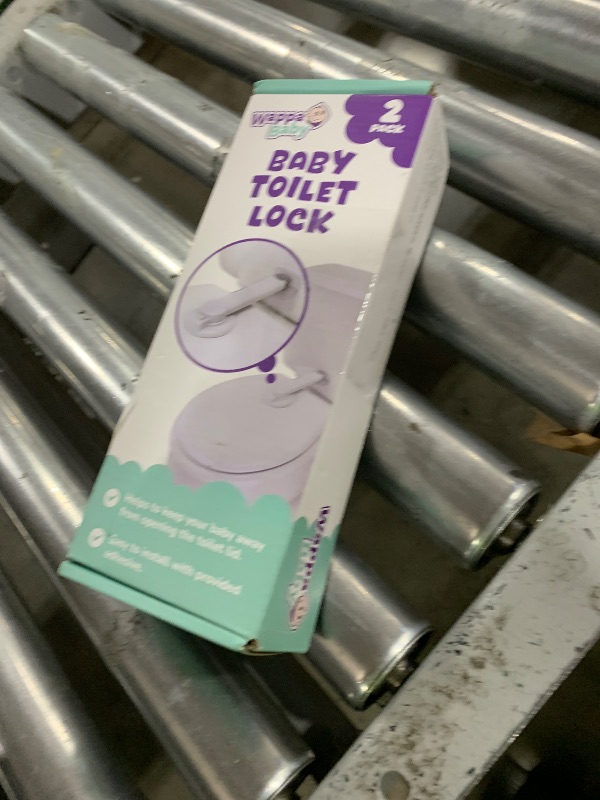 Wappa
Baby
2
PACK
BABY
TOILET
LOCK
Helps to keep your baby away
from opening the toilet lid.
Easy to install with provided
adhesive.
Wappa